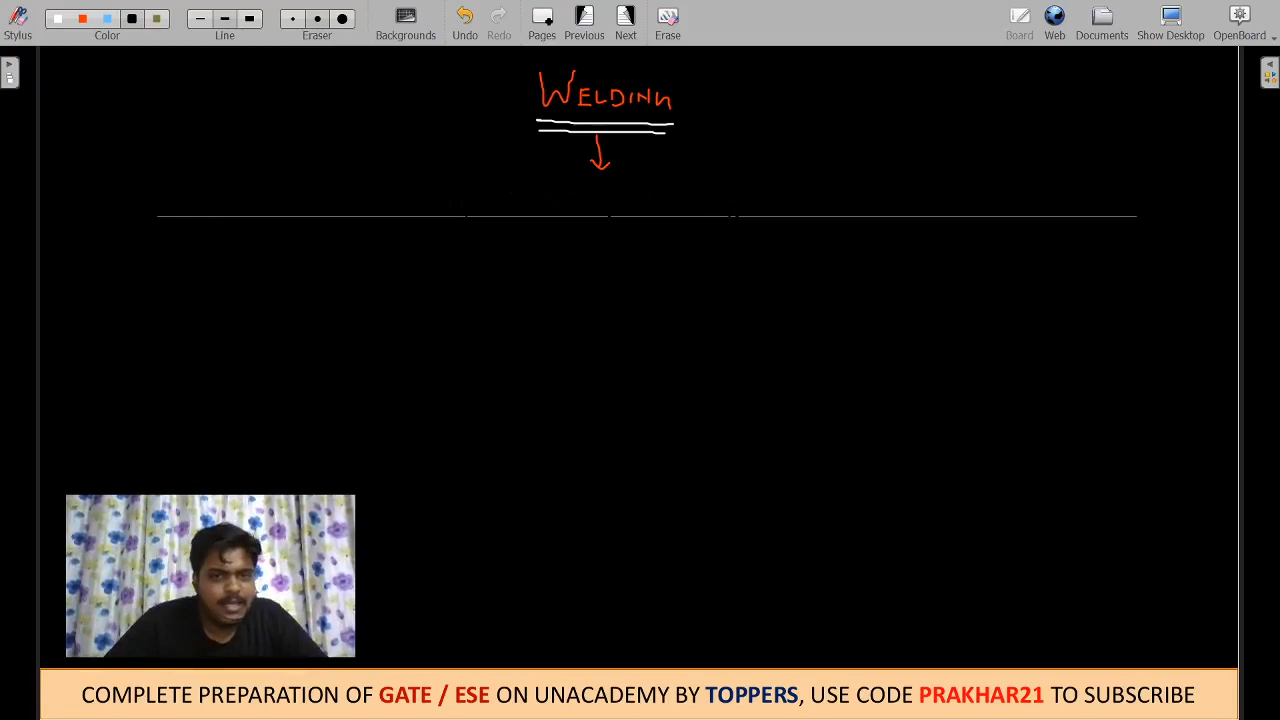 Stylus
Color
Line
Eraser
Backgrounds
Undo
Redo
Pages
Previous
Next
Erase
Board
Web
Documents
Show Desktop
OpenBoard
WELDING
COMPLETE PREPARATION OF GATE / ESE ON UNACADEMY BY TOPPERS, USE CODE PRAKHAR21 TO SUBSCRIBE